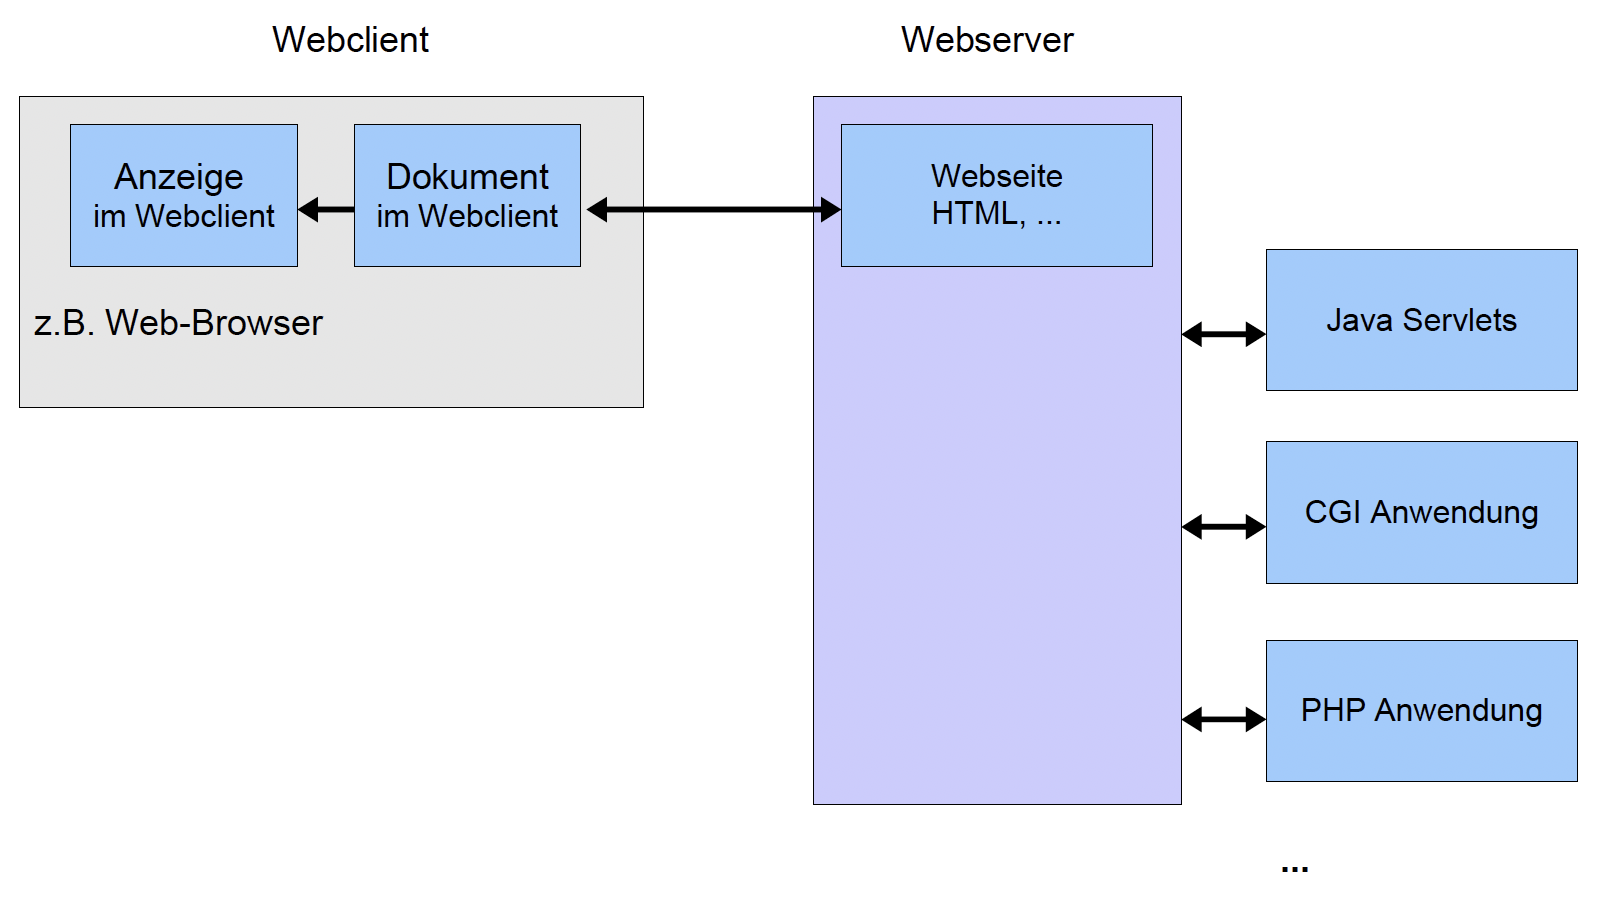 Webclient
Webserver
Anzeige
im Webclient
Dokument
im Webclient
z.B. Web-Browser
Webseite
HTML, ...
Java Servlets
CGI Anwendung
PHP Anwendung
...